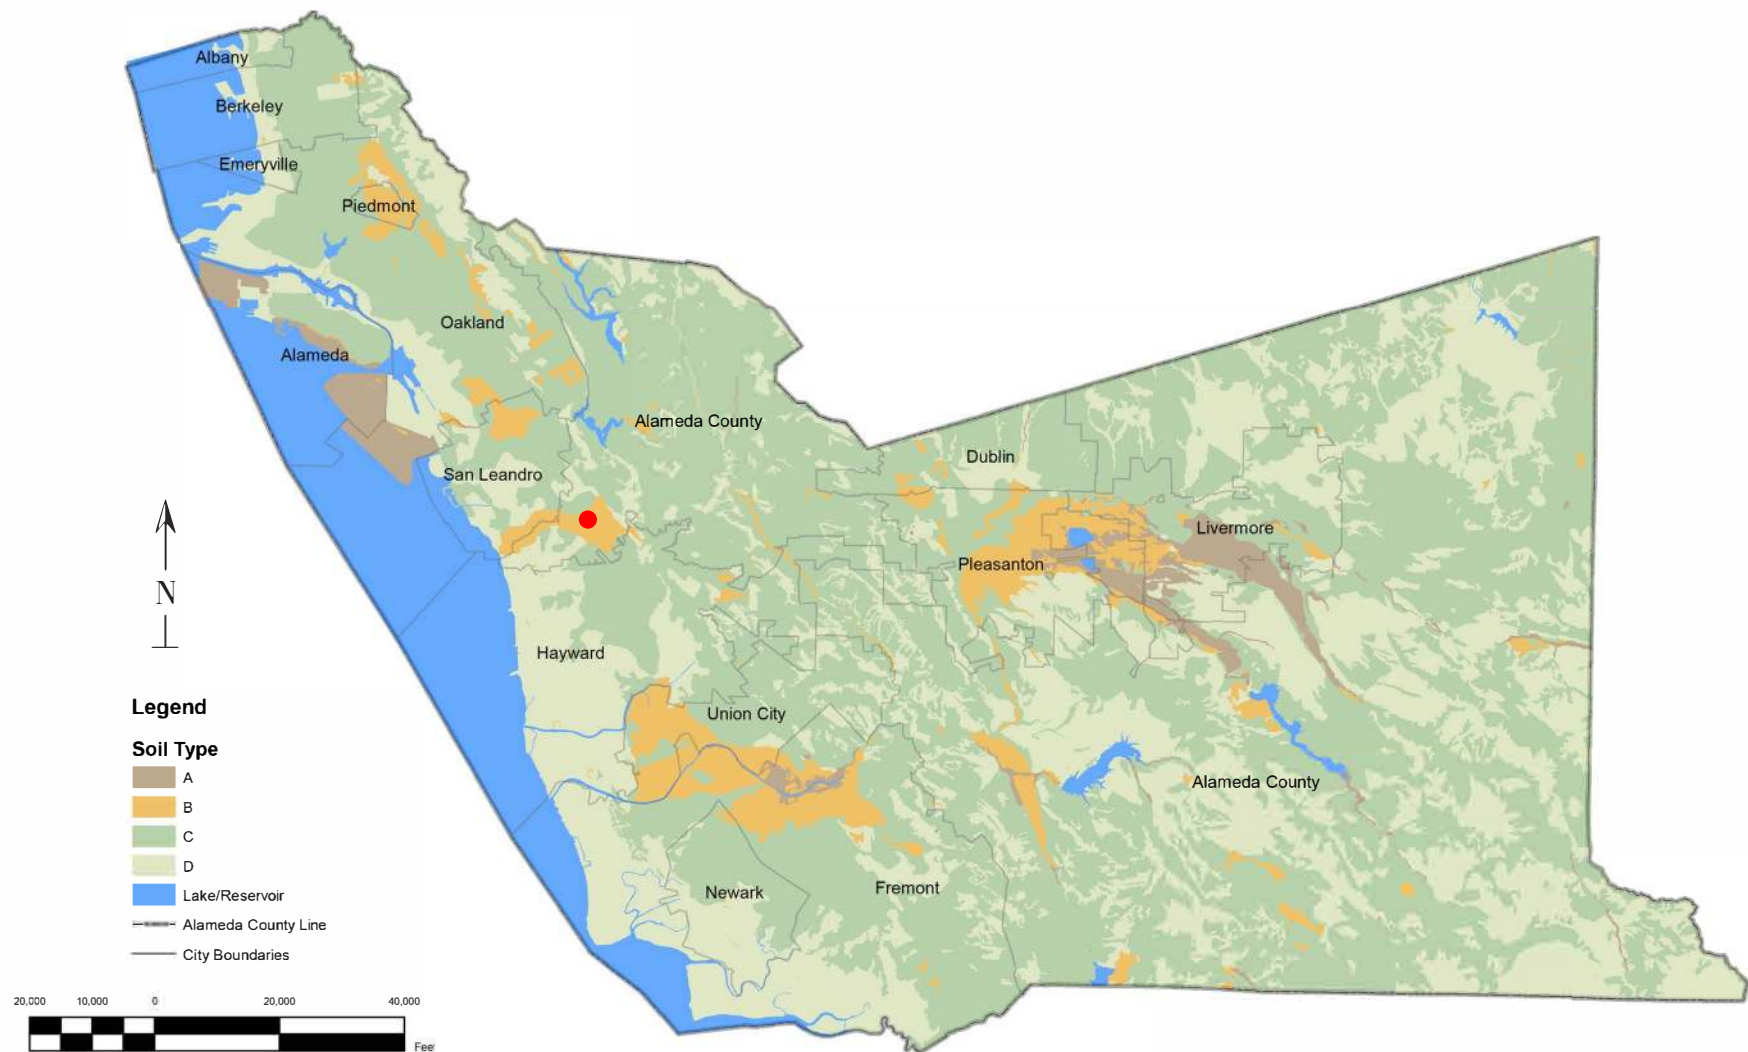 Albany
Berkeley
Emeryville
Piedmont
Oakland
Alameda
Alameda County
San Leandro
Dublin
Livermore
Pleasanton
N
Hayward
Legend
Union City
Soil Type
A
Alameda County
B
C
D
Newark
Fremont
Lake/Reservoir
Alameda County Line
City Boundaries
20,000 10,000 0 20,000 40,000
Fee